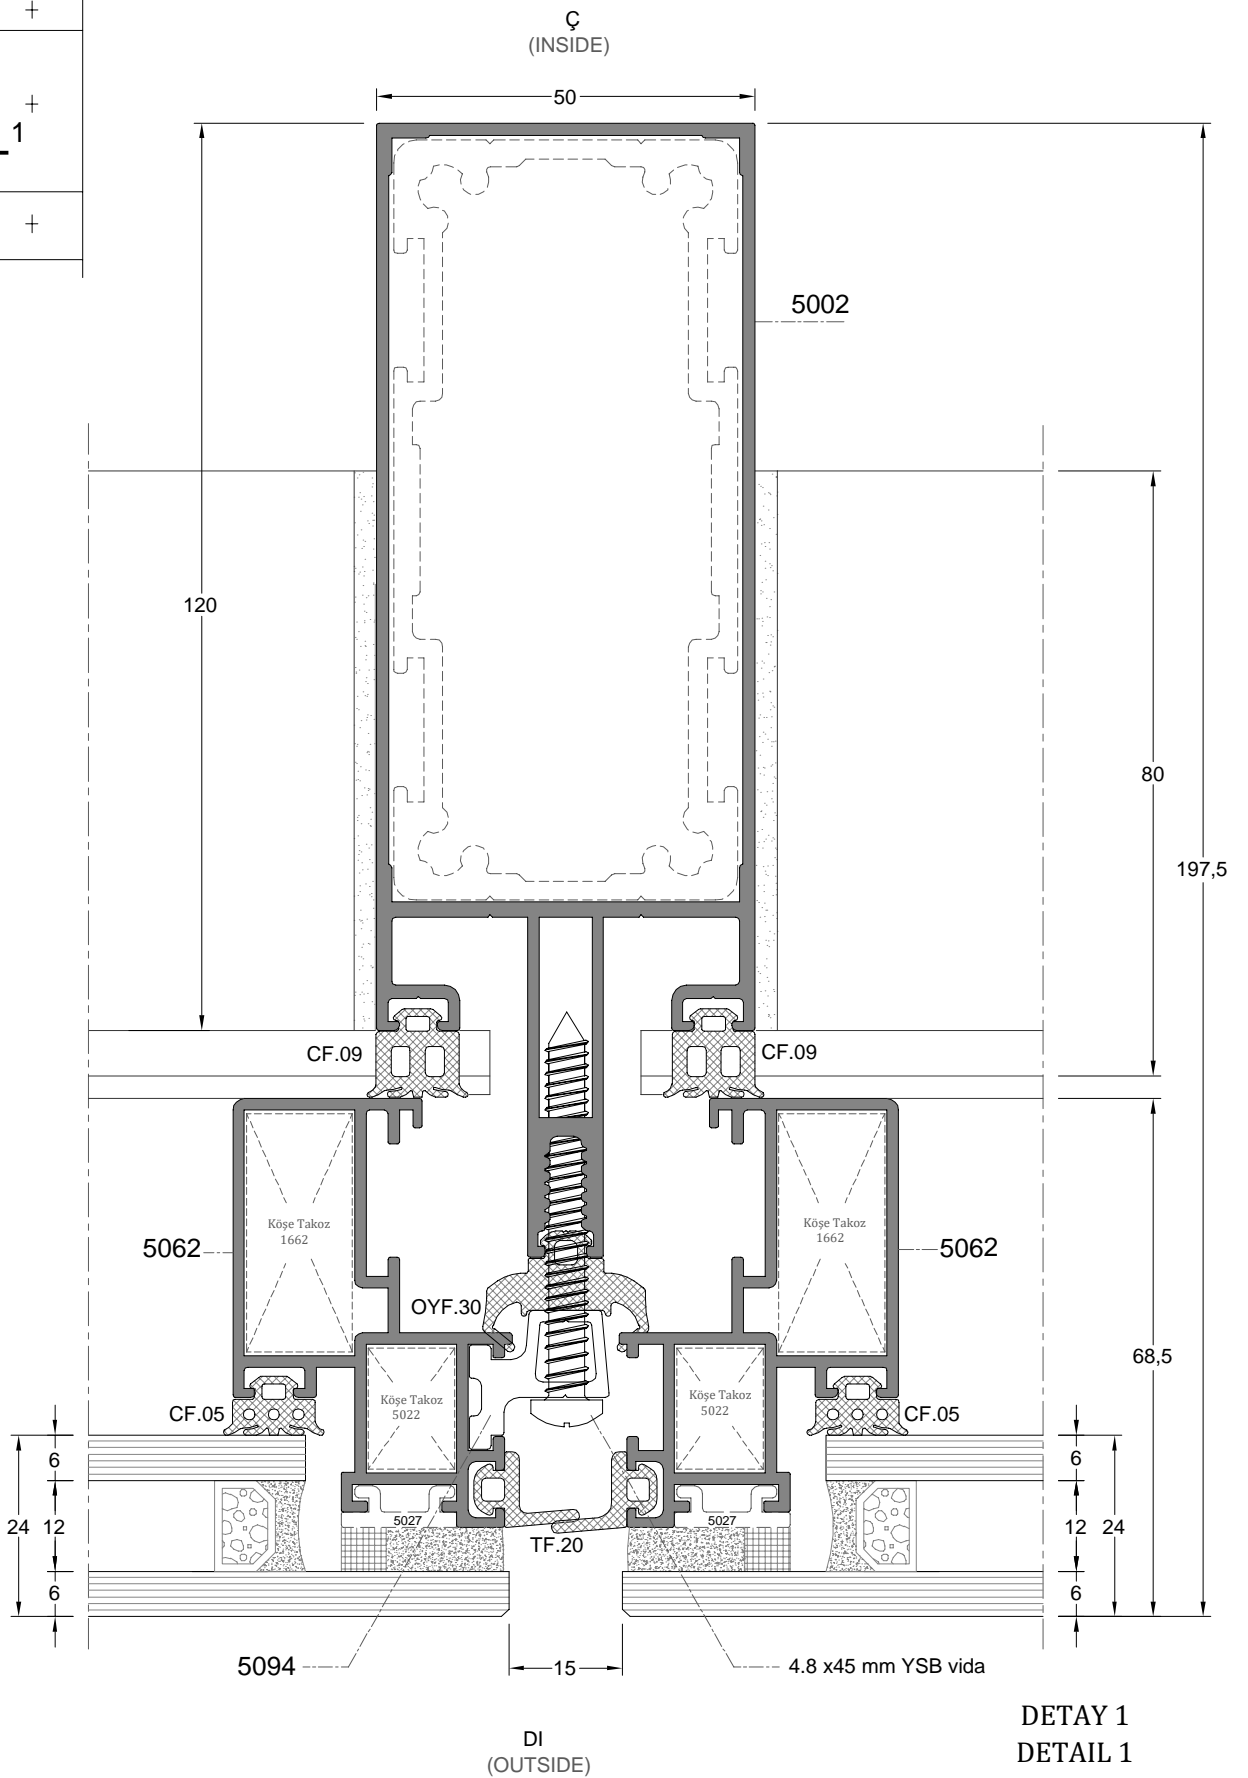 1
Ç
(INSIDE)
50
5002
120
80
197,5
CF.09
CF.09
Köşe Takoz
1662
Köşe Takoz
1662
5062
5062
OYF.30
68,5
Köşe Takoz
5022
Köşe Takoz
5022
CF.05
CF.05
6
6
24
12
5027
5027
12
24
TF.20
6
6
5094
15
4.8 x45 mm YSB vida
DETAY 1
DETAIL 1
DI
(OUTSIDE)